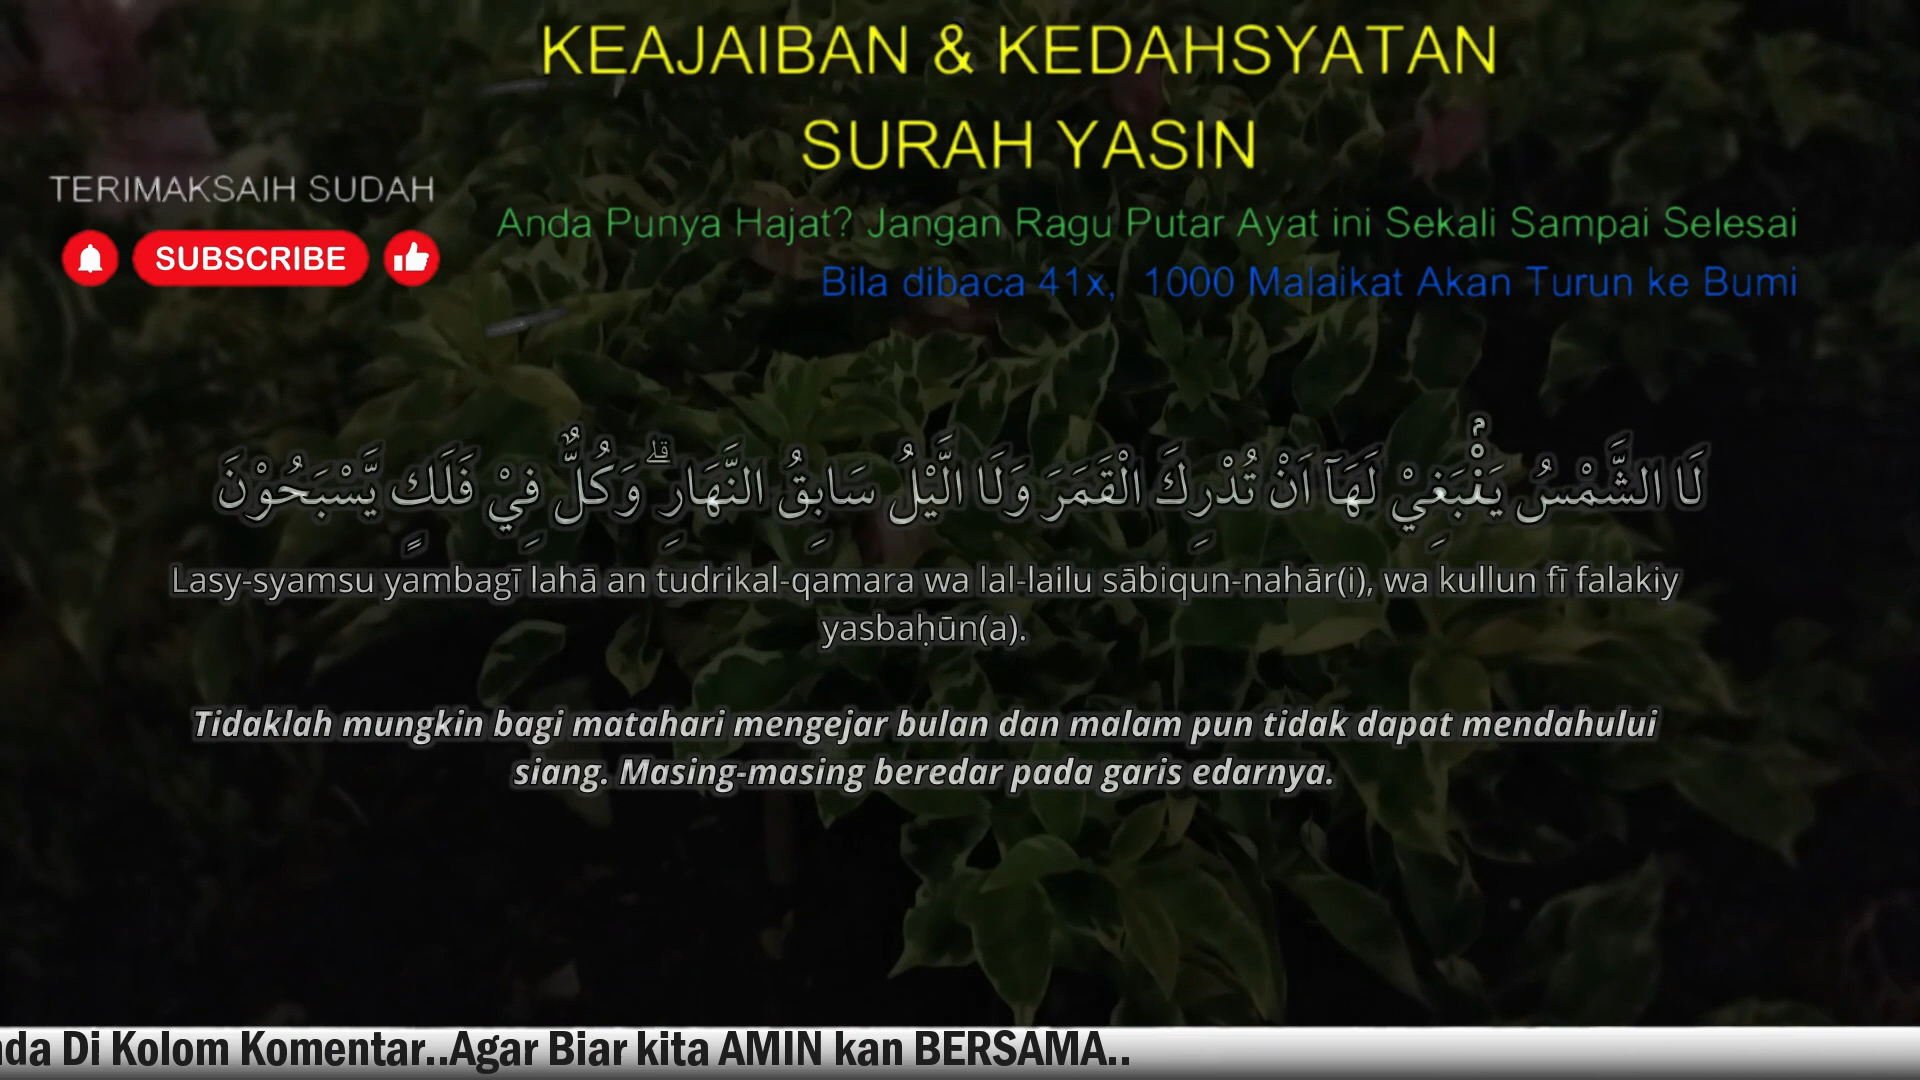 KEAJAIBAN & KEDAHSYATAN
SURAH YASIN
TERIMAKSAIH SUDAH
SUBSCRIBE
Anda Punya Hajat? Jangan Ragu Putar Ayat ini Sekali Sampai Selesai
Bila dibaca 41x, 1000 Malaikat Akan Turun ke Bumi
لَا الشَّمْسُ يَنْۢبَغِيْ لَهَآ اَنْ تُدْرِكَ الْقَمَرَ وَلَا الَّيْلُ سَابِقُ النَّهَارِ ۗوَكُلٌّ فِيْ فَلَكٍ يَّسْبَحُوْنَ
Lasy-syamsu yambagī lahā an tudrikal-qamara wa lal-lailu sābiqun-nahār(i), wa kullun fī falakiy
yasbaḥūn(a).
Tidaklah mungkin bagi matahari mengejar bulan dan malam pun tidak dapat mendahului
siang. Masing-masing beredar pada garis edarnya.
nda Di Kolom Komentar..Agar Biar kita AMIN kan BERSAMA..